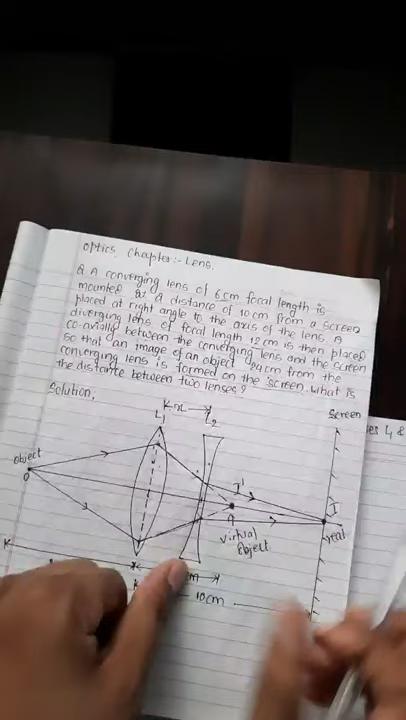 optics, Chapter:- Lens.
Q. A converging lens of 6cm focal length is
mounted at a distance of 10cm from a screen
placed at right angle to the axis of the lens. A
diverging lens of focal length 12cm is then placed
co-axially between the converging lens and the screen
so that an image of an object 24cm from the
converging lens is formed on the screen. What is
the distance between two lenses?
Solution,
Screen
L1
x
L2
object
O
I'
I
real
virtual
object
cm
10cm